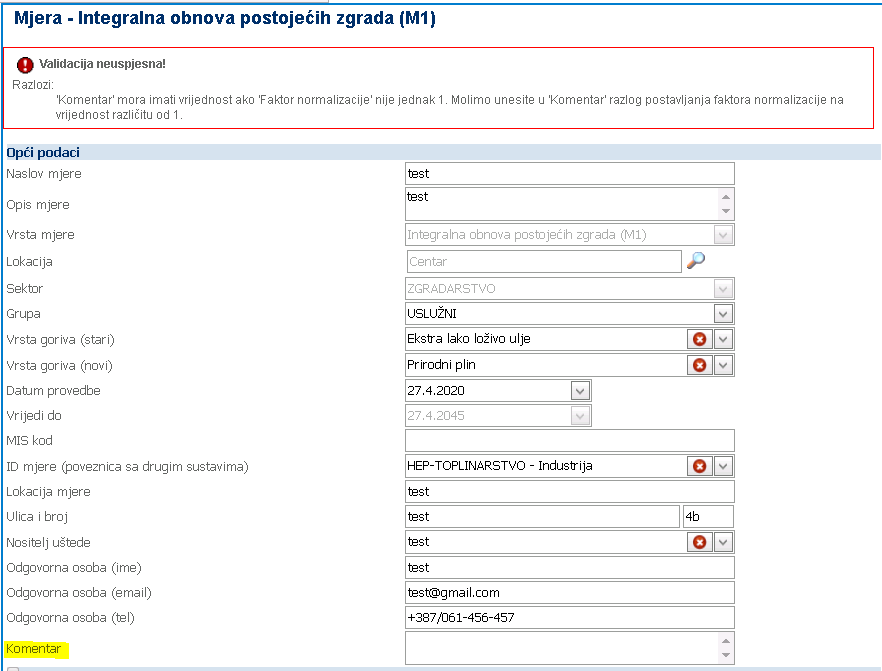 Mjera - Integralna obnova postojećih zgrada (M1)
Validacija neuspjesna!
Razlozi:
'Komentar' mora imati vrijednost ako 'Faktor normalizacije' nije jednak 1. Molimo unesite u 'Komentar' razlog postavljanja faktora normalizacije na
vrijednost različitu od 1.
Opći podaci
Naslov mjere test
Opis mjere test
Vrsta mjere Integralna obnova postojećih zgrada (M1)
Lokacija Centar
Sektor ZGRADARSTVO
Grupa USLUŽNI
Vrsta goriva (stari) Ekstra lako loživo ulje
Vrsta goriva (novi) Prirodni plin
Datum provedbe 27.4.2020
Vrijedi do 27.4.2045
MIS kod
ID mjere (poveznica sa drugim sustavima) HEP-TOPLINARSTVO - Industrija
Lokacija mjere test
Ulica i broj test 4b
Nositelj uštede test
Odgovorna osoba (ime) test
Odgovorna osoba (email) test@gmail.com
Odgovorna osoba (tel) +387/061-456-457
Komentar